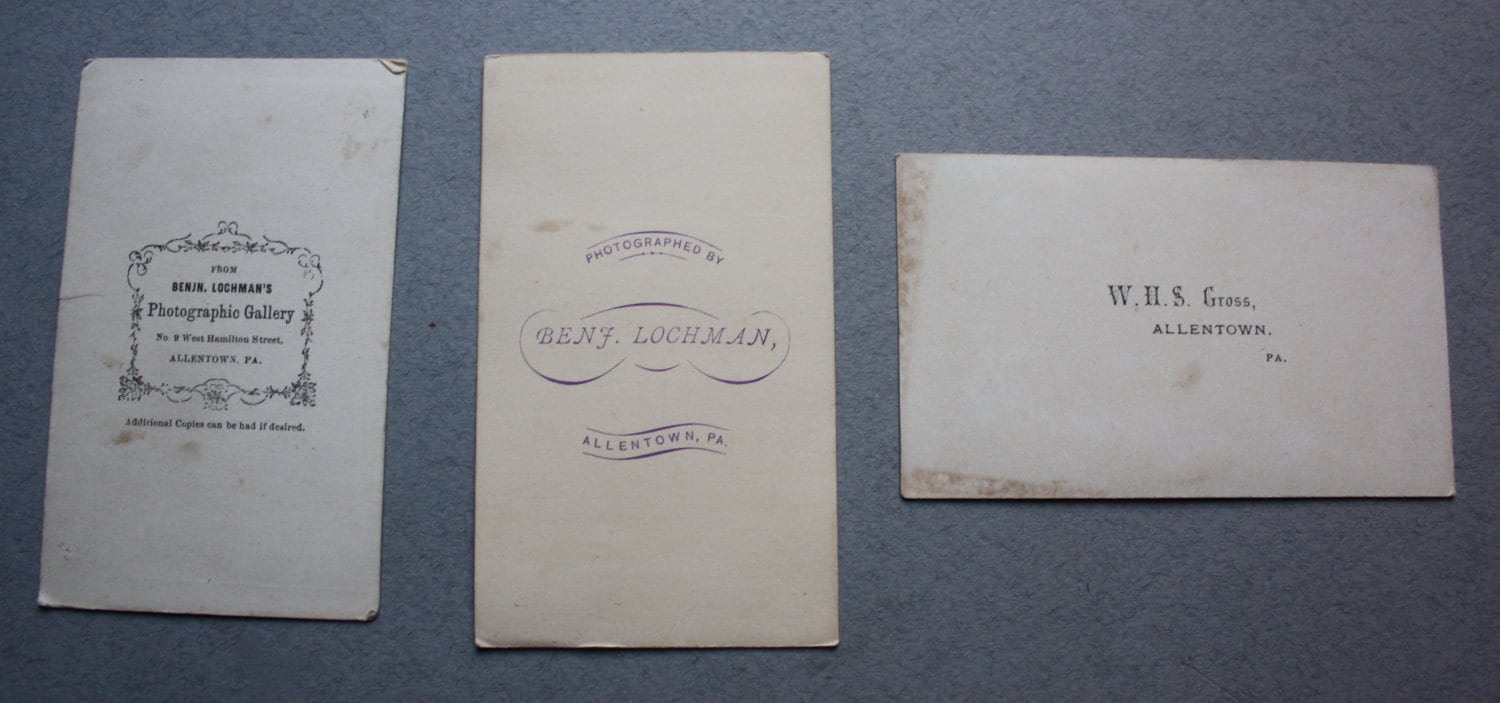 FROM
BENJN. LOCHMAN'S
Photographic Gallery
No. 9 West Hamilton Street,
ALLENTOWN, PA.
Additional Copies can be had if desired.
PHOTOGRAPHED BY
BENJ. LOCHMAN,
ALLENTOWN, PA.
W. H. S. Gross,
ALLENTOWN,
PA.